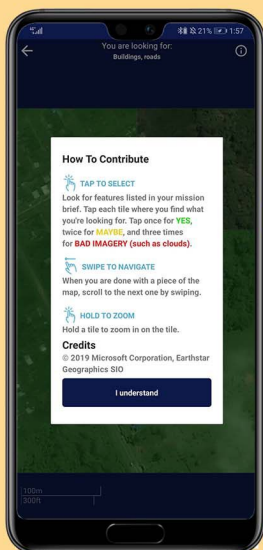 21% 1:57
You are looking for:
Buildings, roads
How To Contribute
TAP TO SELECT
Look for features listed in your mission
brief. Tap each tile where you find what
you're looking for. Tap once for YES,
twice for MAYBE, and three times
for BAD IMAGERY (such as clouds).
SWIPE TO NAVIGATE
When you are done with a piece of the
map, scroll to the next one by swiping.
HOLD TO ZOOM
Hold a tile to zoom in on the tile.
Credits
© 2019 Microsoft Corporation, Earthstar
Geographics SIO
I understand
100m
300ft